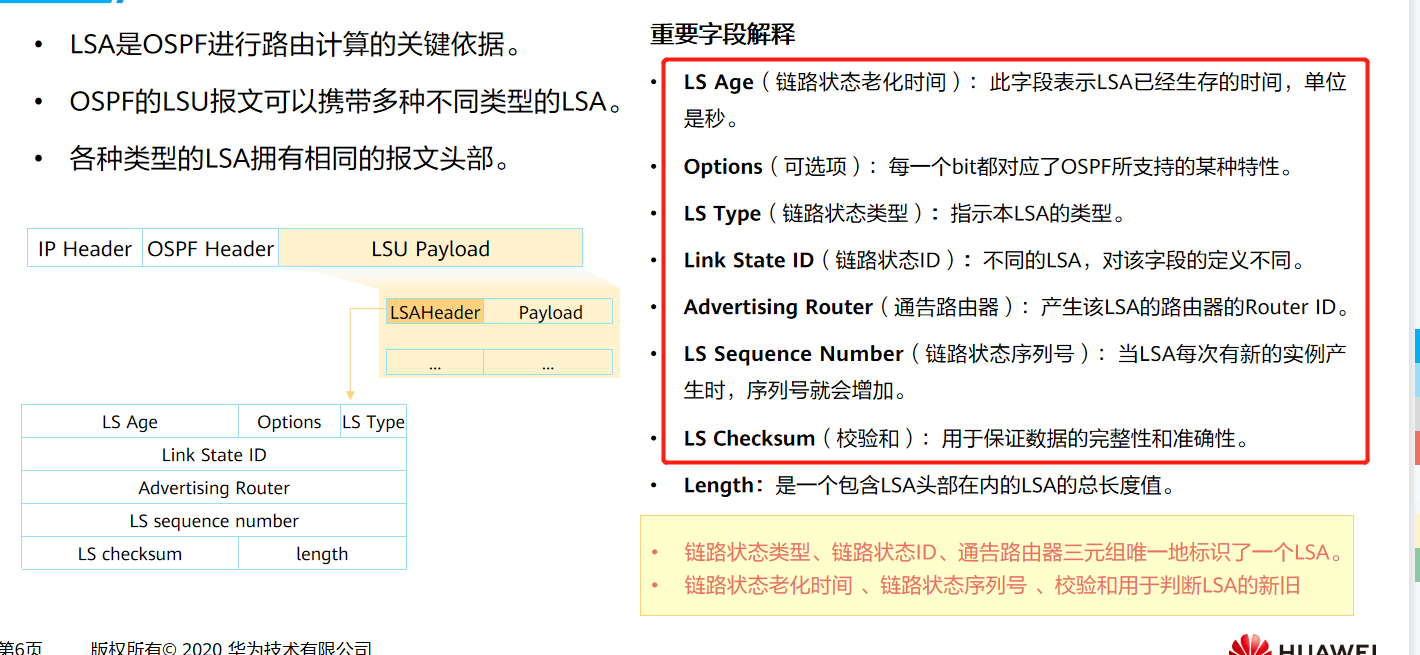 • LSA是OSPF进行路由计算的关键依据。
• OSPF的LSU报文可以携带多种不同类型的LSA。
• 各种类型的LSA拥有相同的报文头部。
IP Header OSPF Header LSU Payload
LSAHeader Payload
... ...
LS Age Options LS Type
Link State ID
Advertising Router
LS sequence number
LS checksum length
重要字段解释
• LS Age（链路状态老化时间）：此字段表示LSA已经生存的时间，单位
是秒。
• Options（可选项）：每一个bit都对应了OSPF所支持的某种特性。
• LS Type（链路状态类型）：指示本LSA的类型。
• Link State ID（链路状态ID）：不同的LSA，对该字段的定义不同。
• Advertising Router（通告路由器）：产生该LSA的路由器的Router ID。
• LS Sequence Number（链路状态序列号）：当LSA每次有新的实例产
生时，序列号就会增加。
• LS Checksum（校验和）：用于保证数据的完整性和准确性。
• Length：是一个包含LSA头部在内的LSA的总长度值。
• 链路状态类型、链路状态ID、通告路由器三元组唯一地标识了一个LSA。
• 链路状态老化时间 、链路状态序列号 、校验和用于判断LSA的新旧
第6页 版权所有© 2020 华为技术有限公司
HUAWEI